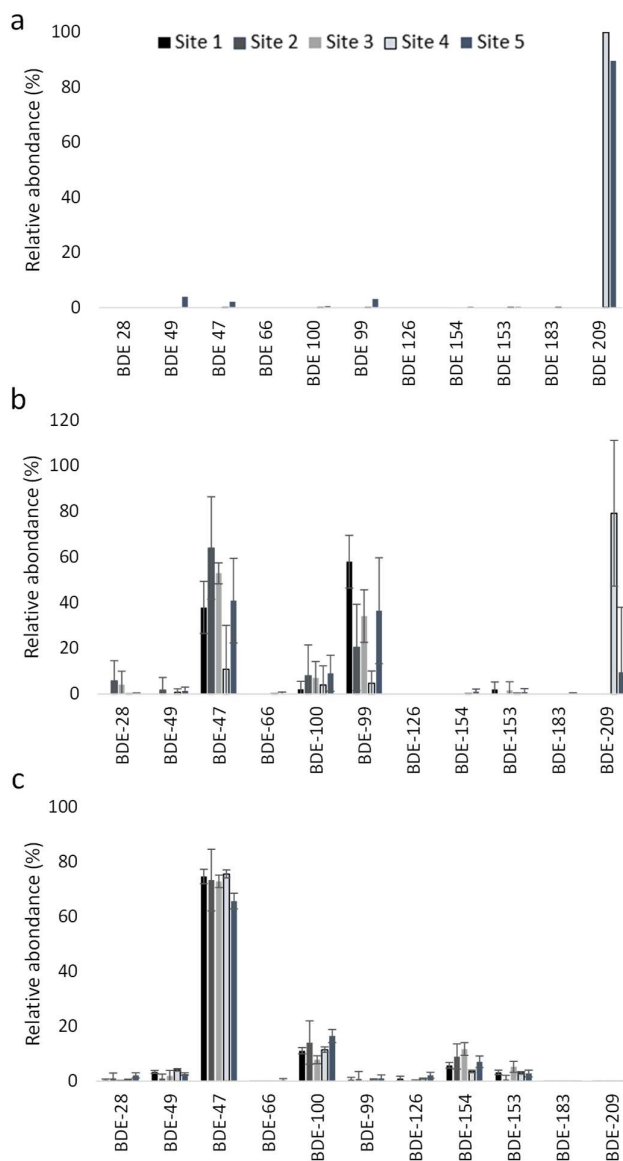 a
Site 1 Site 2 Site 3 Site 4 Site 5
Relative abondance (%)
100
80
60
40
20
0
BDE 28
BDE 49
BDE 47
BDE 66
BDE 100
BDE 99
BDE 126
BDE 154
BDE 153
BDE 183
BDE 209
b
Relative abondance (%)
120
100
80
60
40
20
0
BDE-28
BDE-49
BDE-47
BDE-66
BDE-100
BDE-99
BDE-126
BDE-154
BDE-153
BDE-183
BDE-209
c
Relative abondance (%)
100
80
60
40
20
0
BDE-28
BDE-49
BDE-47
BDE-66
BDE-100
BDE-99
BDE-126
BDE-154
BDE-153
BDE-183
BDE-209